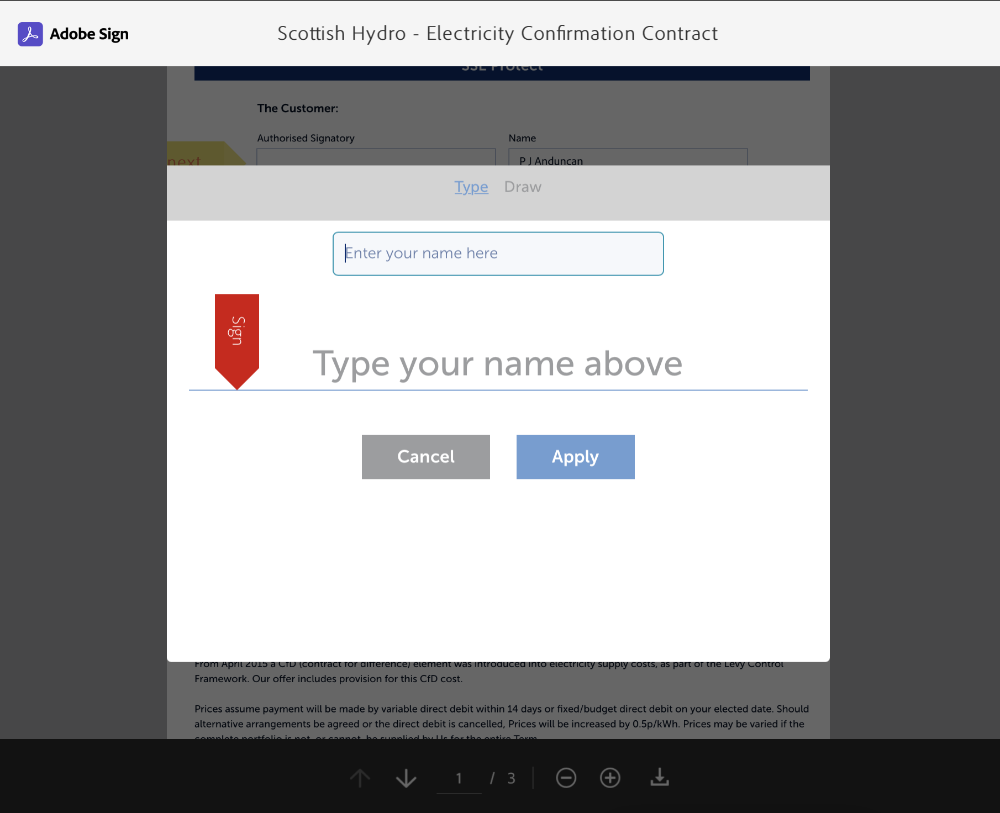 Adobe Sign
Scottish Hydro - Electricity Confirmation Contract
SSE Protect
The Customer:
Authorised Signatory
Name
next
P J Anduncan
Type Draw
Enter your name here
Sign
Type your name above
Cancel
Apply
From April 2015 a CfD (contract for difference) element was introduced into electricity supply costs, as part of the Levy Control
Framework. Our offer includes provision for this CfD cost.
Prices assume payment will be made by variable direct debit within 14 days or fixed/budget direct debit on your elected date. Should
alternative arrangements be agreed or the direct debit is cancelled, Prices will be increased by 0.5p/kWh. Prices may be varied if the
complete portfolio is not, or cannot, be supplied by Us for the entire Term.
1 / 3